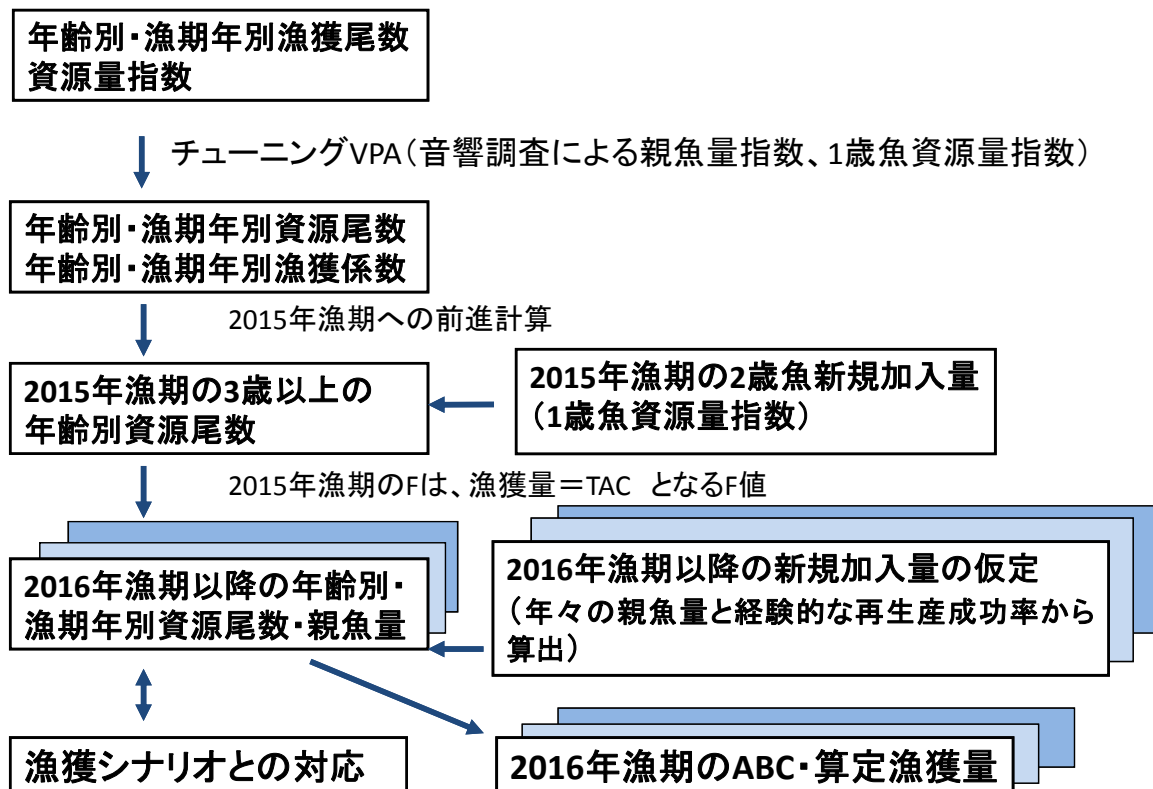 年齢別・漁期年別漁獲尾数
資源量指数
チューニングVPA(音響調査による親魚量指数、1歳魚資源量指数)
年齢別・漁期年別資源尾数
年齢別・漁期年別漁獲係数
2015年漁期への前進計算
2015年漁期の3歳以上の
年齢別資源尾数
2015年漁期の2歳魚新規加入量
(1歳魚資源量指数)
2015年漁期のFは、漁獲量=TAC となるF値
2016年漁期以降の年齢別・
漁期年別資源尾数・親魚量
2016年漁期以降の新規加入量の仮定
(年々の親魚量と経験的な再生産成功率から
算出)
漁獲シナリオとの対応
2016年漁期のABC・算定漁獲量